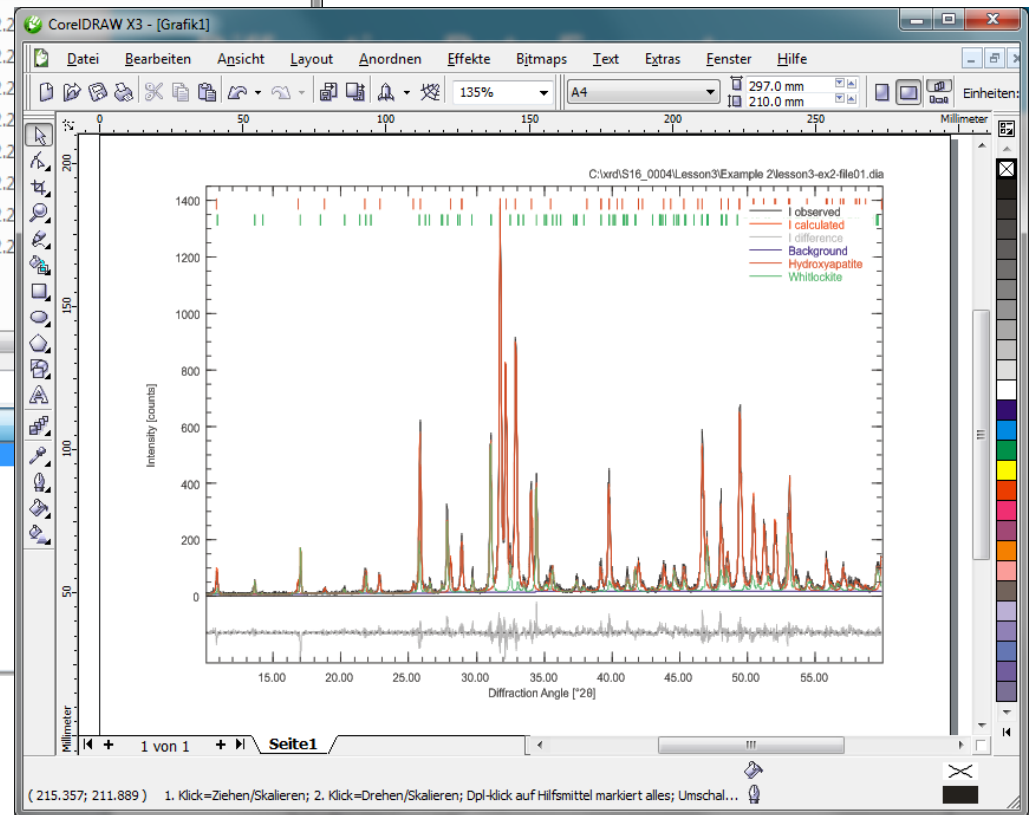 CorelDRAW X3 - [Grafik1]
Datei Bearbeiten Ansicht Layout Anordnen Effekte Bitmaps Text Extras Fenster Hilfe
135% A4 297.0 mm 210.0 mm Einheiten:
0 50 100 150 200 250 Millimeter
200
150
100
50
Millimeter
C:\xrd\S16_0004\Lesson3\Example 2\lesson3-ex2-file01.dia
I observed
I calculated
I difference
Background
Hydroxyapatite
Whitlockite
1400
1200
1000
800
600
400
200
0
Intensity [counts]
15.00 20.00 25.00 30.00 35.00 40.00 45.00 50.00 55.00
Diffraction Angle [°2θ]
1 von 1 Seite1
( 215.357; 211.889 ) 1. Klick=Ziehen/Skalieren; 2. Klick=Drehen/Skalieren; Dpl-klick auf Hilfsmittel markiert alles; Umschal...